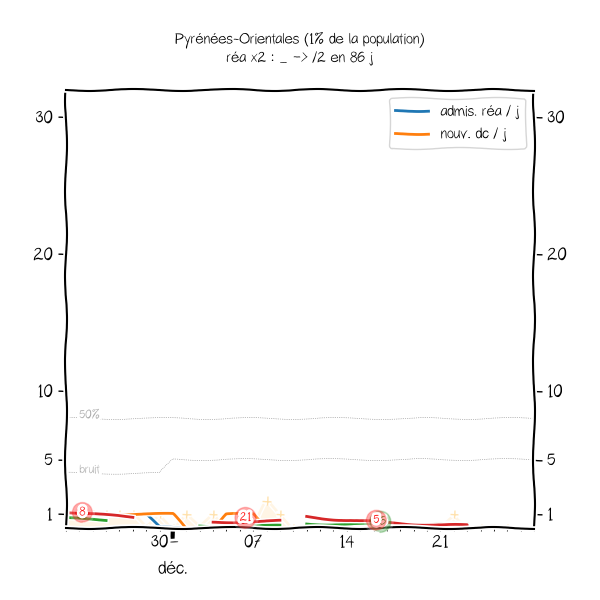 Pyrénées-Orientales (1% de la population)
réa x2 : _ -> /2 en 86 j
admis. réa / j
nouv. dc / j
30 30
20 20
10 10
50%
5 5
bruit
1 1
8 21
30 07 14 21
déc.